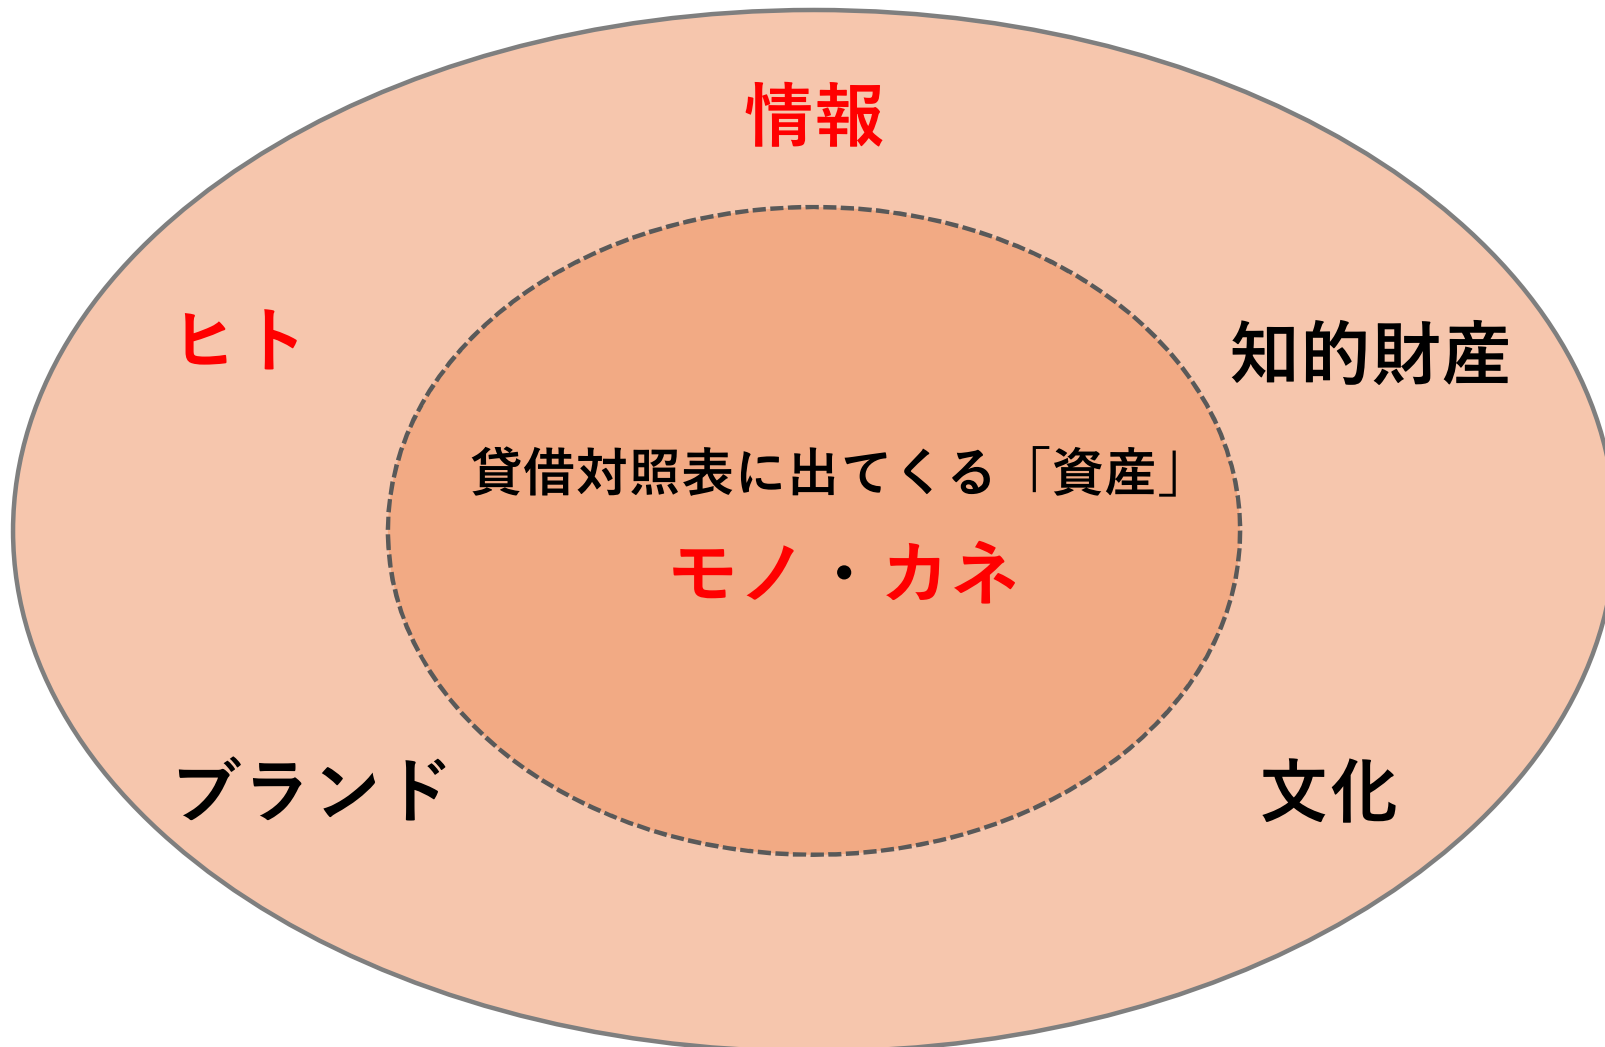 情報
ヒト
知的財産
貸借対照表に出てくる「資産」
モノ・カネ
ブランド
文化